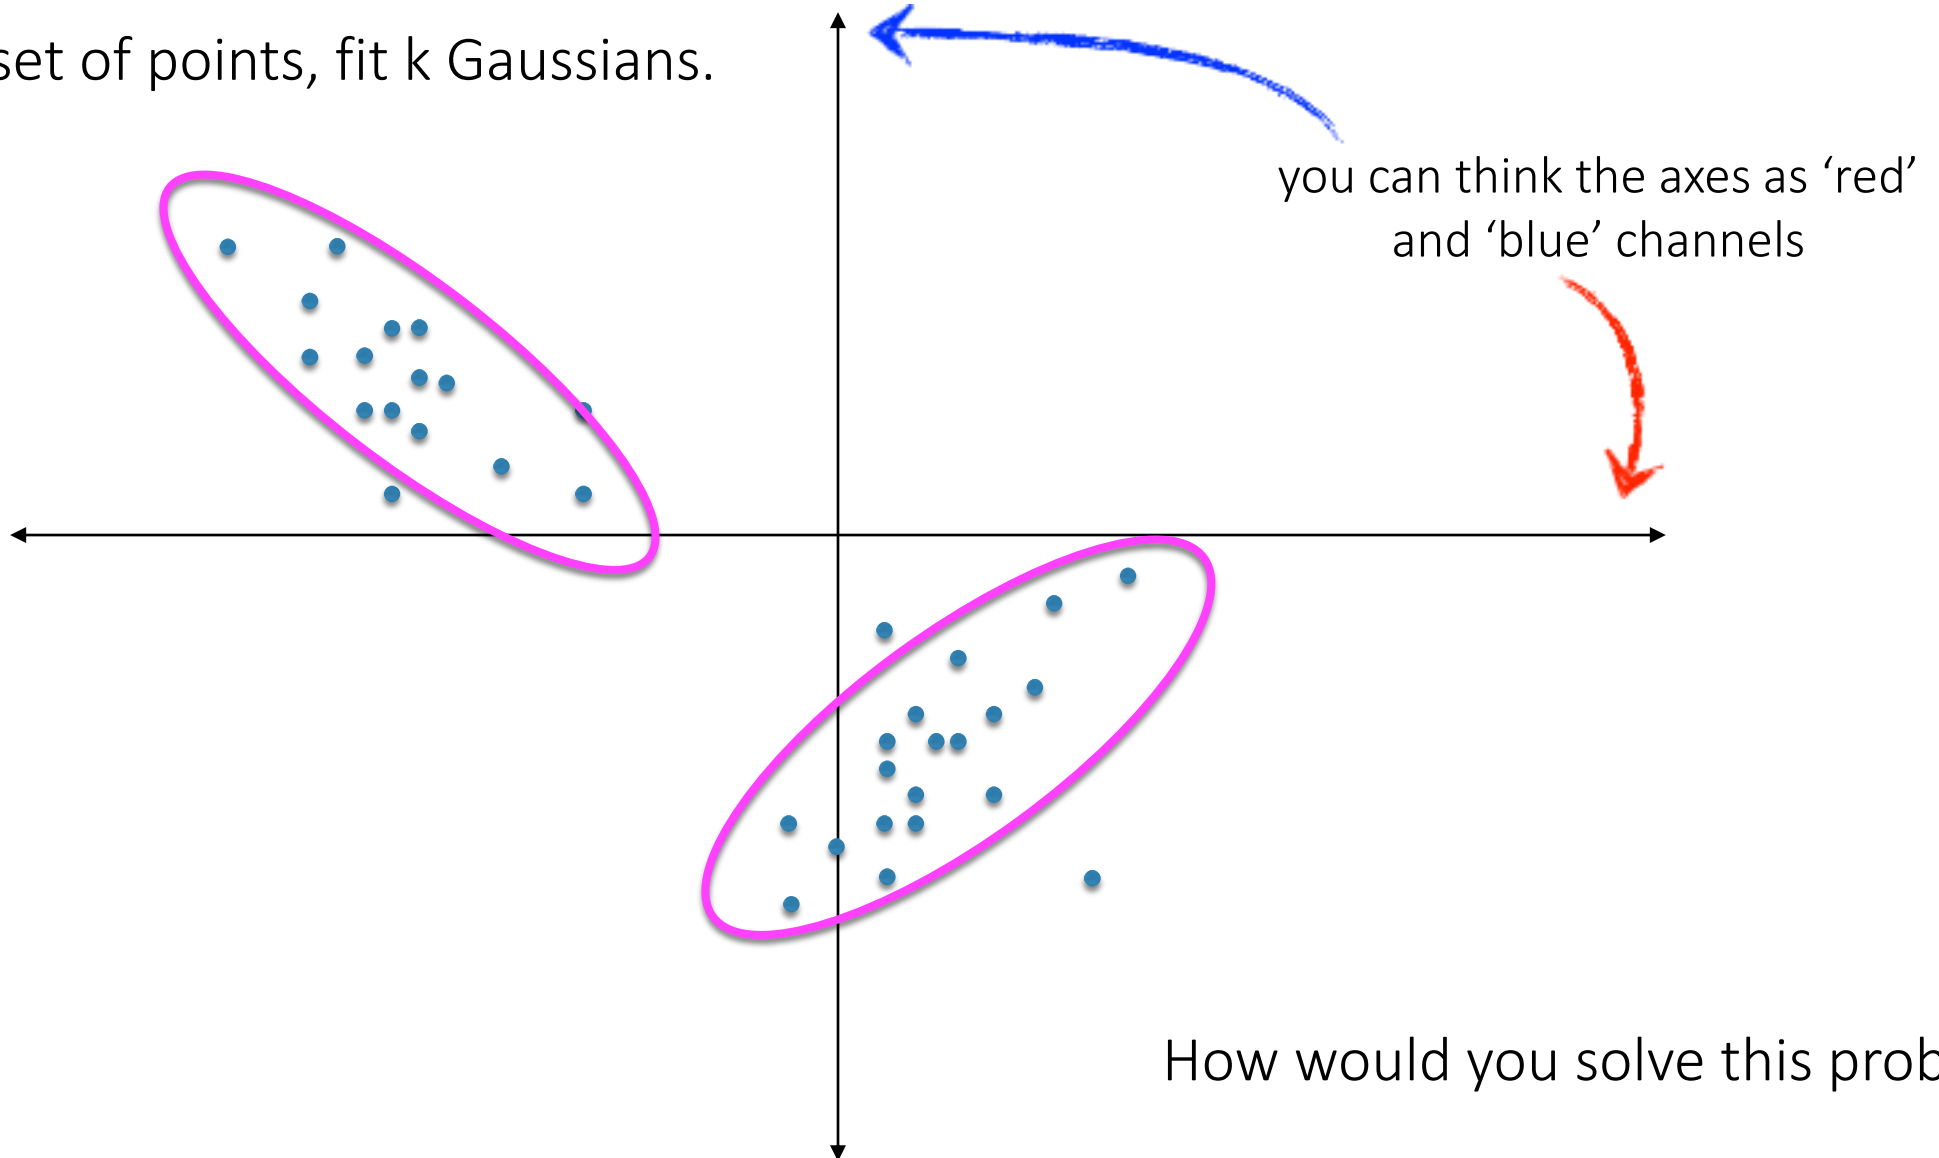 set of points, fit k Gaussians.
you can think the axes as ‘red’
and ‘blue’ channels
How would you solve this prob